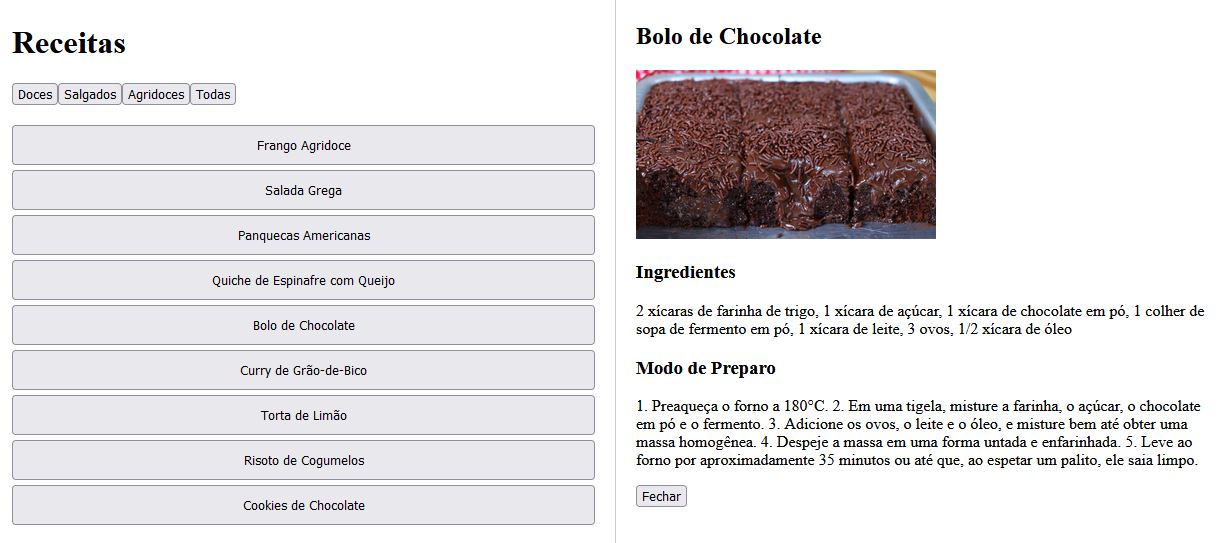 Receitas
Doces Salgados Agridoces Todas
Frango Agridoce
Salada Grega
Panquecas Americanas
Quiche de Espinafre com Queijo
Bolo de Chocolate
Curry de Grão-de-Bico
Torta de Limão
Risoto de Cogumelos
Cookies de Chocolate
Bolo de Chocolate
Ingredientes
2 xícaras de farinha de trigo, 1 xícara de açúcar, 1 xícara de chocolate em pó, 1 colher de
sopa de fermento em pó, 1 xícara de leite, 3 ovos, 1/2 xícara de óleo
Modo de Preparo
1. Preaqueça o forno a 180°C. 2. Em uma tigela, misture a farinha, o açúcar, o chocolate
em pó e o fermento. 3. Adicione os ovos, o leite e o óleo, e misture bem até obter uma
massa homogênea. 4. Despeje a massa em uma forma untada e enfarinhada. 5. Leve ao
forno por aproximadamente 35 minutos ou até que, ao espetar um palito, ele saia limpo.
Fechar